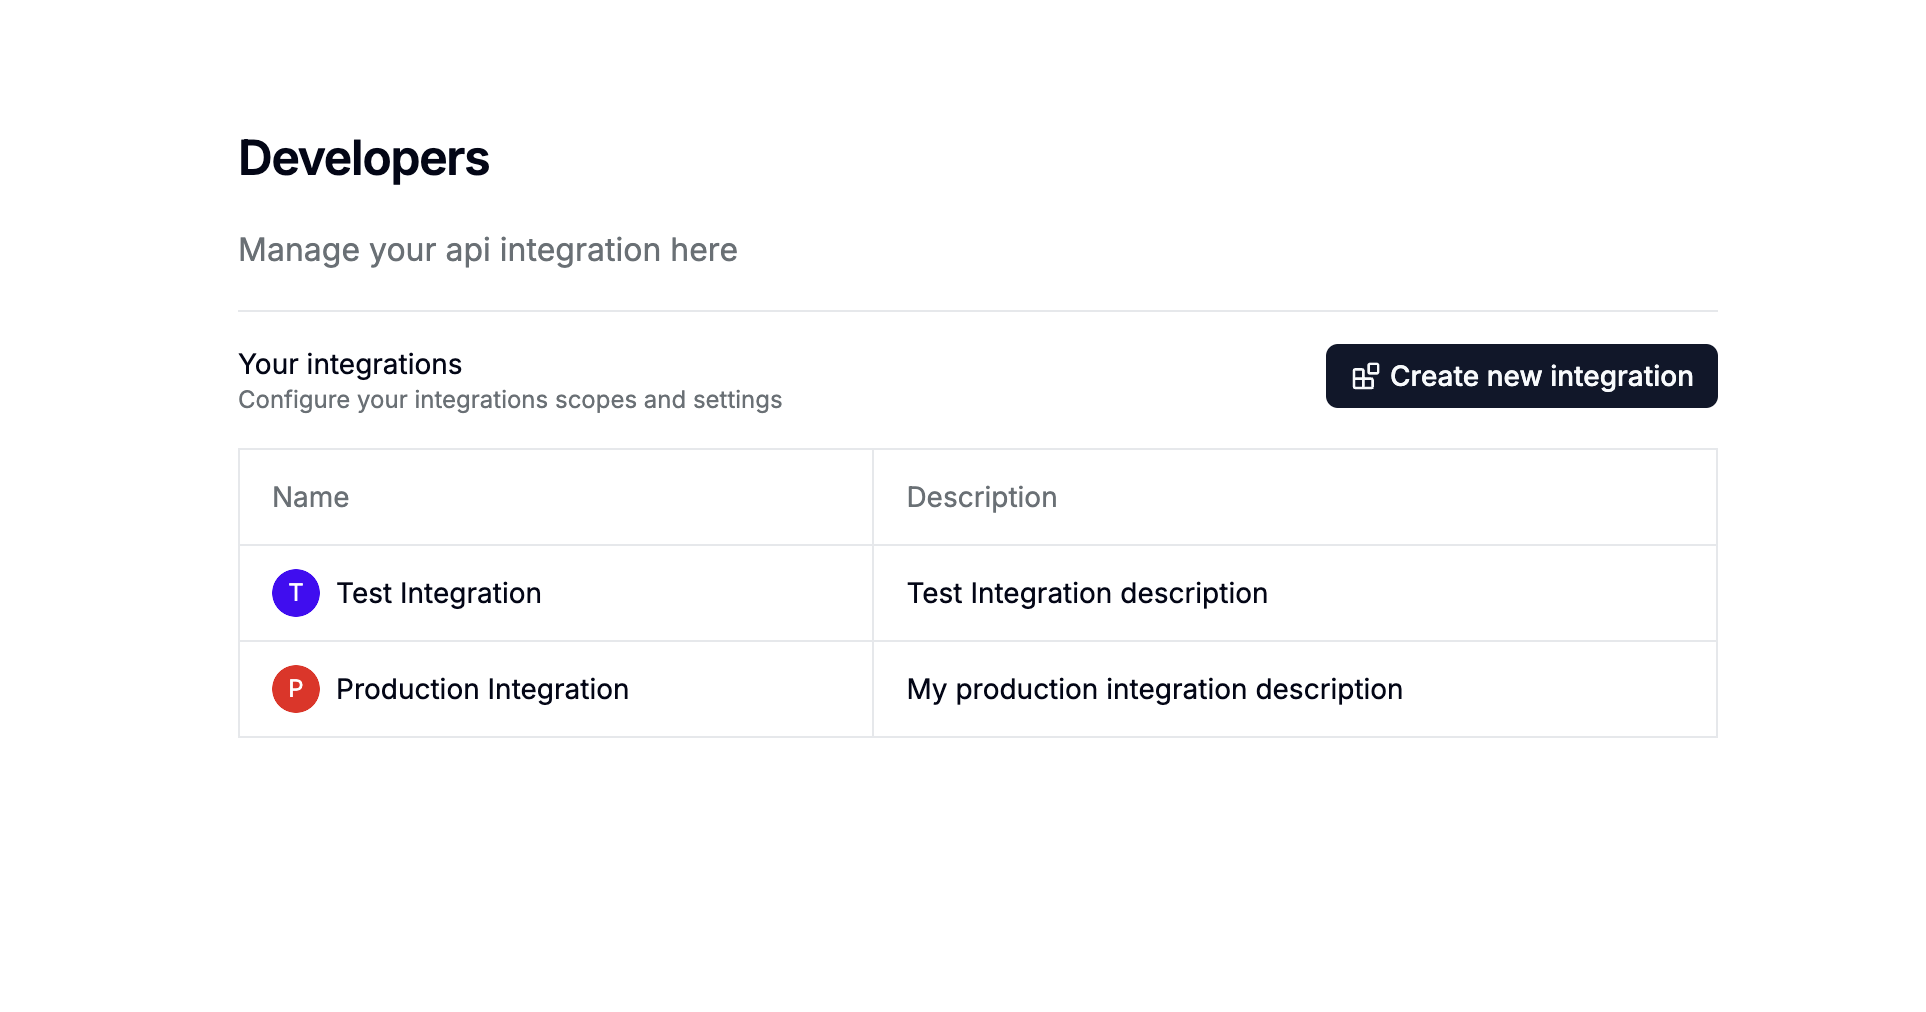 Developers
Manage your api integration here
Your integrations
Configure your integrations scopes and settings
Create new integration
Name Description
T Test Integration Test Integration description
P Production Integration My production integration description